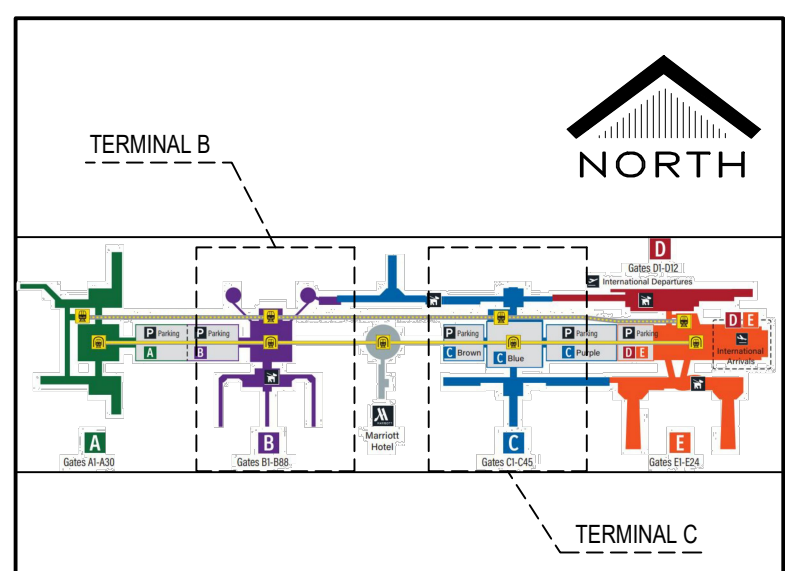 NORTH
TERMINAL B
D
Gates D1-D12
International Departures
D E
International
Arrivals
P Parking
A
P Parking
B
P Parking
C Brown
C Blue
P Parking
C Purple
P Parking
D E
Marriott
Hotel
A
Gates A1-A30
B
Gates B1-B88
C
Gates C1-C45
E
Gates E1-E24
TERMINAL C